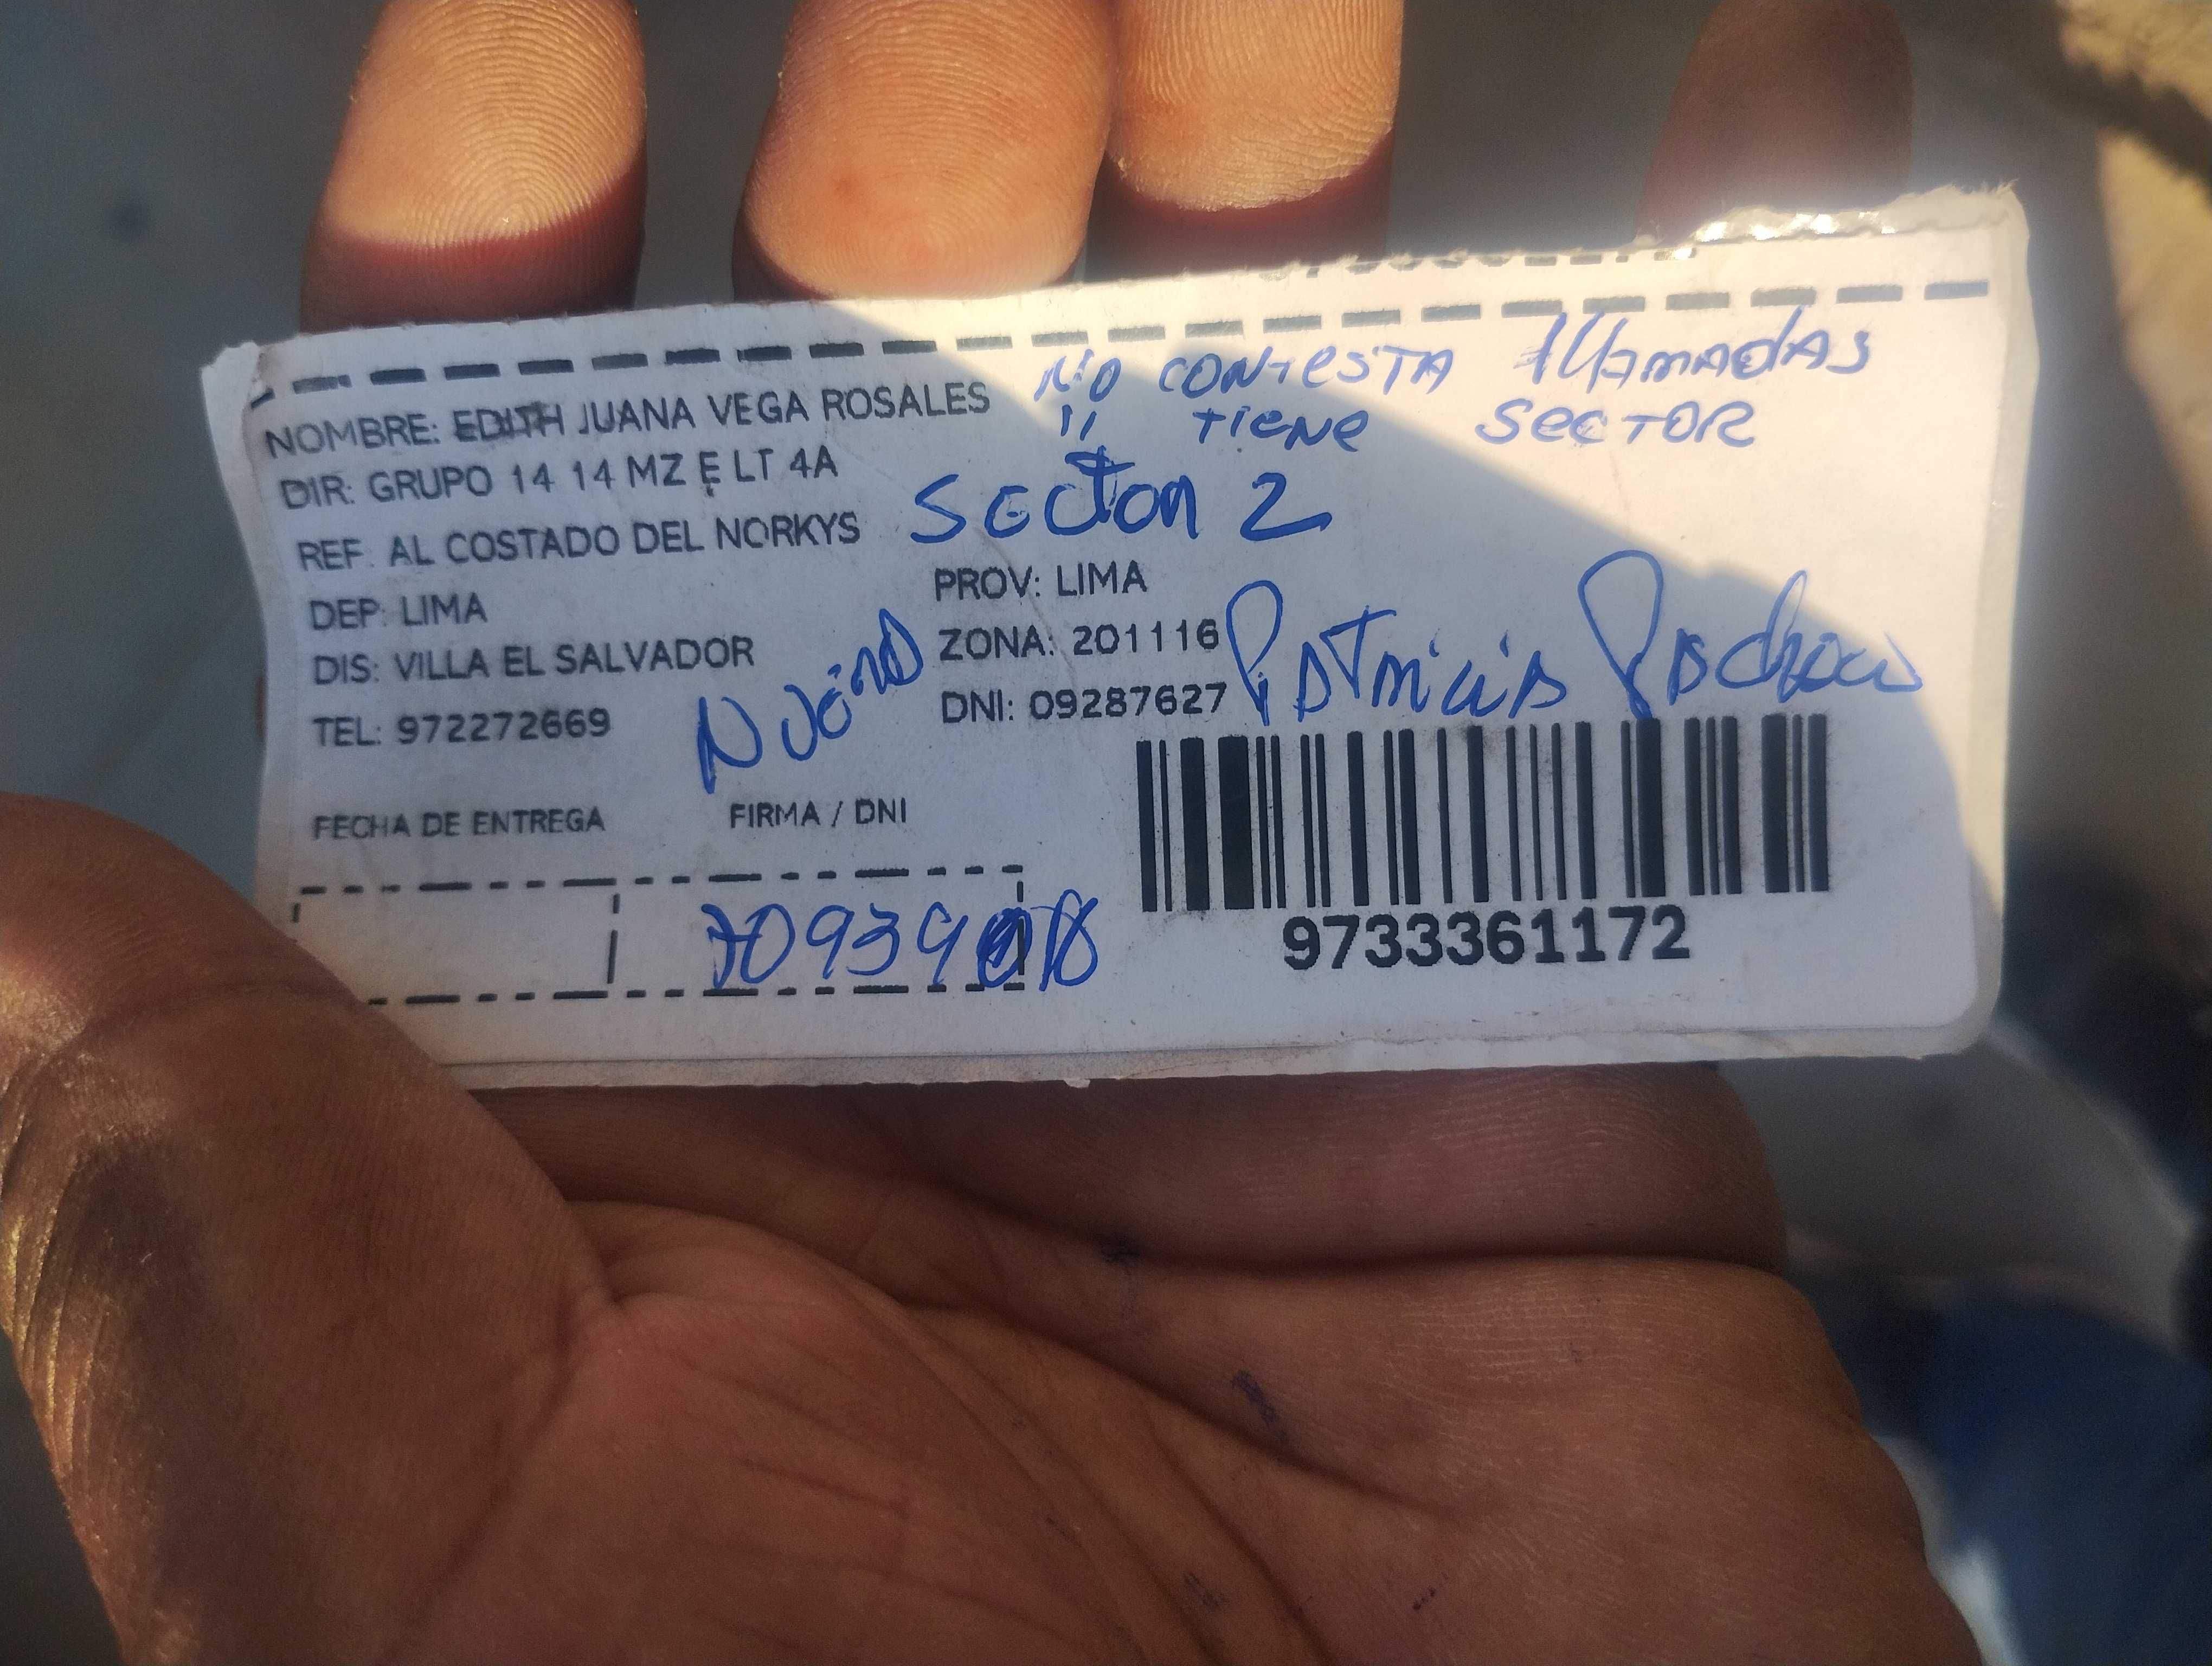 NOMBRE: EDITH JUANA VEGA ROSALES
NO CONTESTA LLAMADAS
DIR: GRUPO 14 14 MZ E LT 4A
" TIENE SECTOR
Sector 2
REF: AL COSTADO DEL NORKYS
DEP: LIMA PROV: LIMA
DIS: VILLA EL SALVADOR ZONA: 201116
Patricia
TEL: 972272669 DNI: 09287627
FECHA DE ENTREGA FIRMA / DNI
9733361172